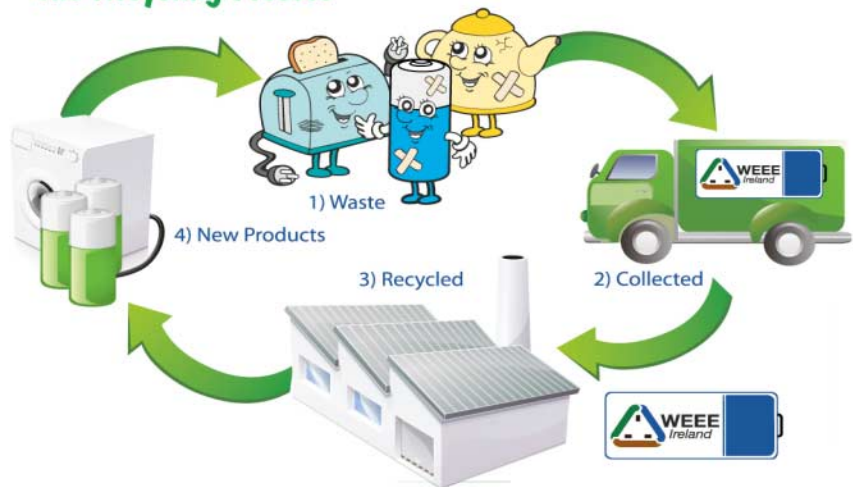 1) Waste
WEEE
Ireland
4) New Products
3) Recycled
2) Collected
WEEE
Ireland